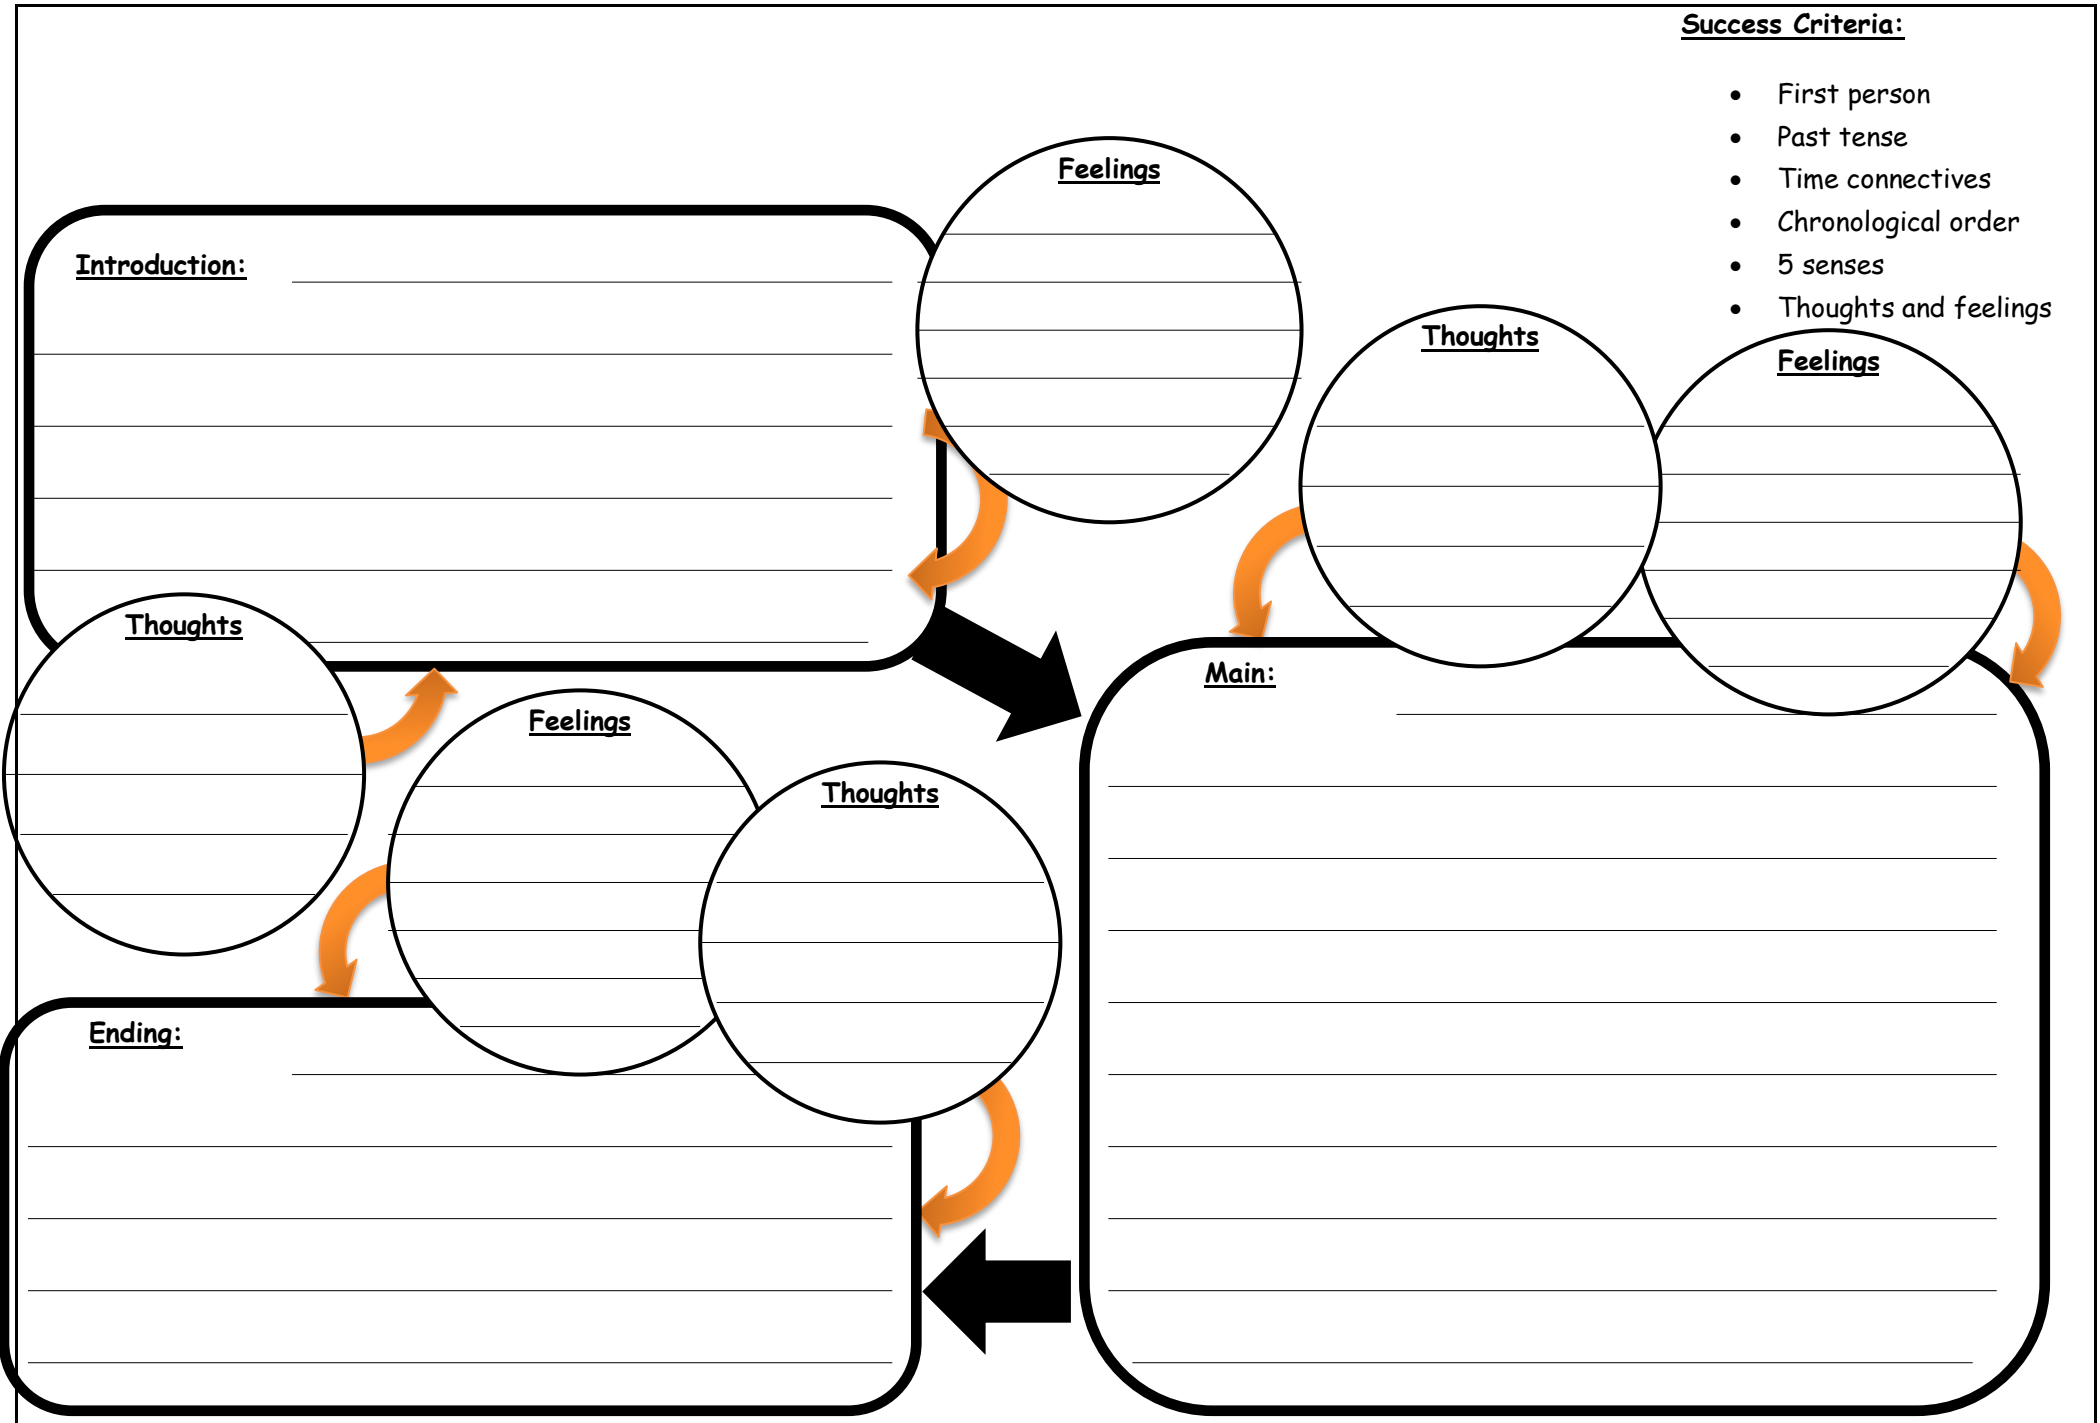 Success Criteria:
• First person
• Past tense
• Time connectives
• Chronological order
• 5 senses
• Thoughts and feelings
Feelings
Introduction:
Thoughts
Feelings
Thoughts
Main:
Feelings
Thoughts
Ending: